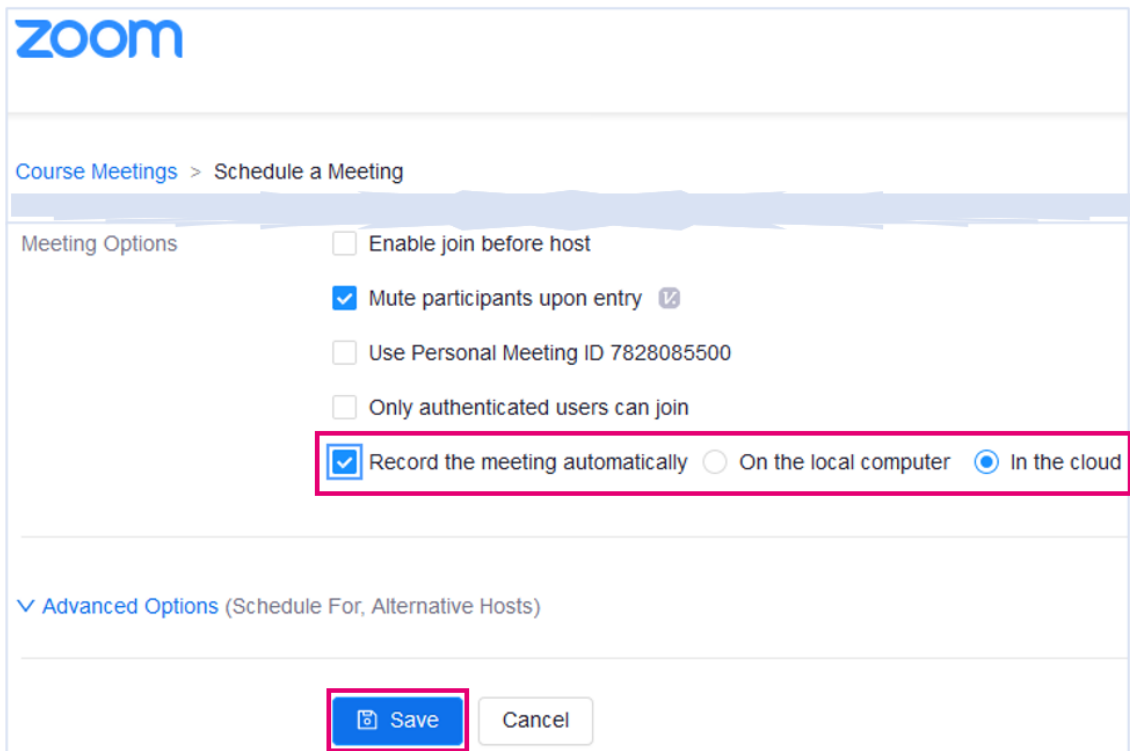 zoom
Course Meetings > Schedule a Meeting
Meeting Options
Enable join before host
Mute participants upon entry
Use Personal Meeting ID 7828085500
Only authenticated users can join
Record the meeting automatically On the local computer In the cloud
Advanced Options (Schedule For, Alternative Hosts)
Save Cancel